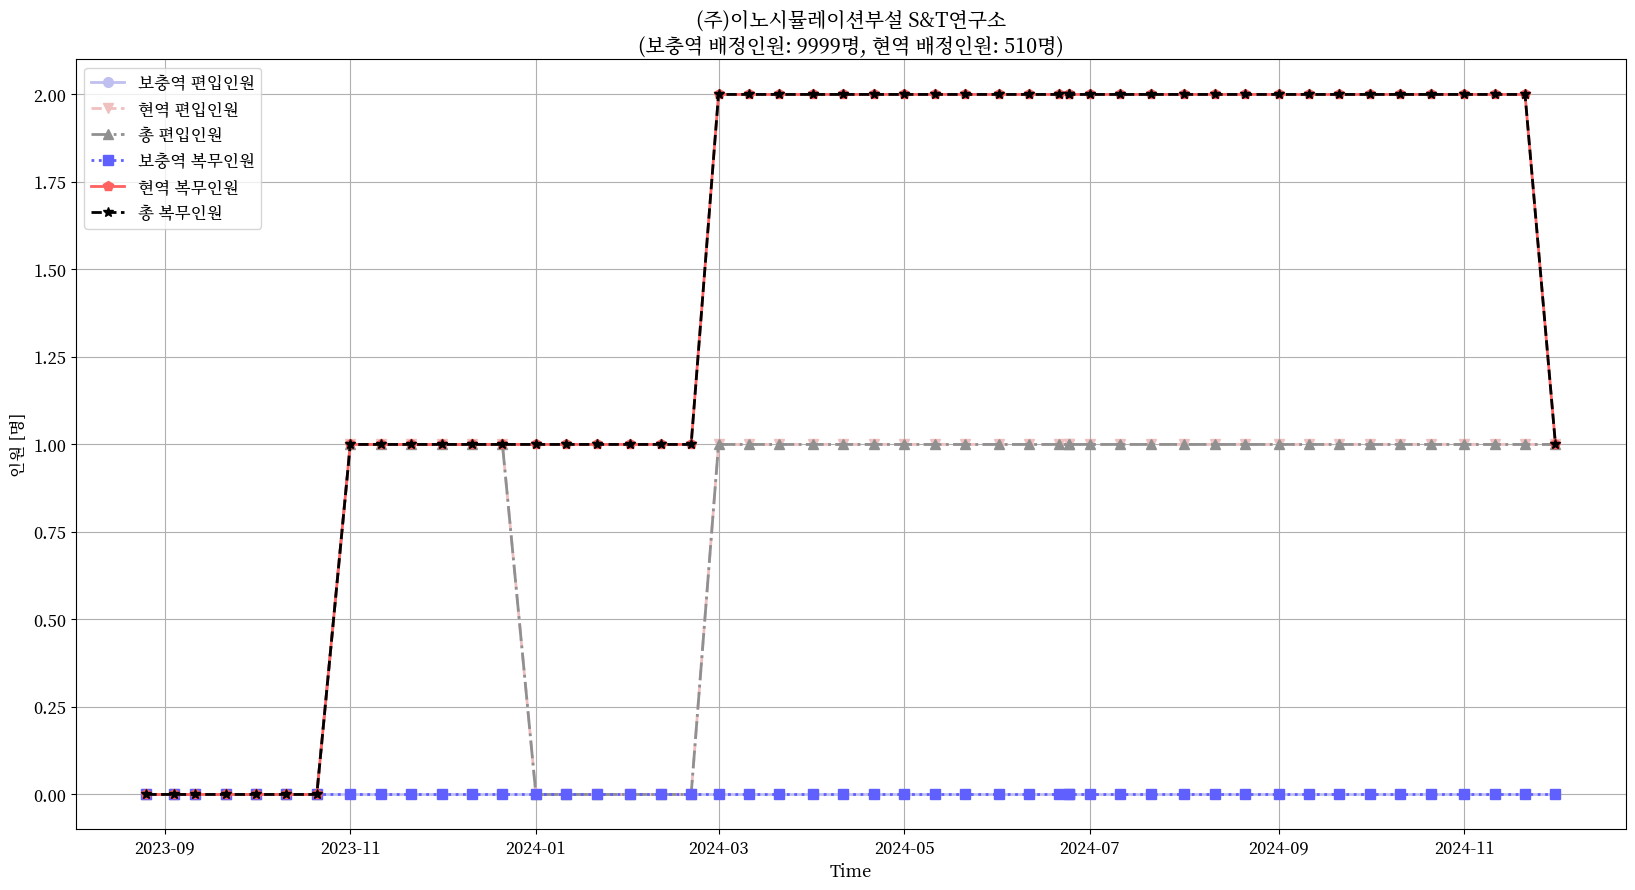 (주)이노시뮬레이션부설 S&T연구소
(보충역 배정인원: 9999명, 현역 배정인원: 510명)
보충역 편입인원
현역 편입인원
총 편입인원
보충역 복무인원
현역 복무인원
총 복무인원
2.00
1.75
1.50
1.25
1.00
0.75
0.50
0.25
0.00
인원 [명]
2023-09
2023-11
2024-01
2024-03
2024-05
2024-07
2024-09
2024-11
Time